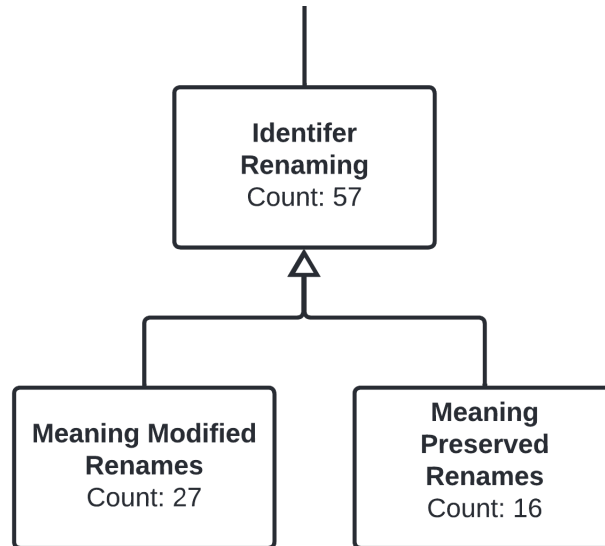 Identifer
Renaming
Count: 57
Meaning Modified
Renames
Count: 27
Meaning
Preserved
Renames
Count: 16